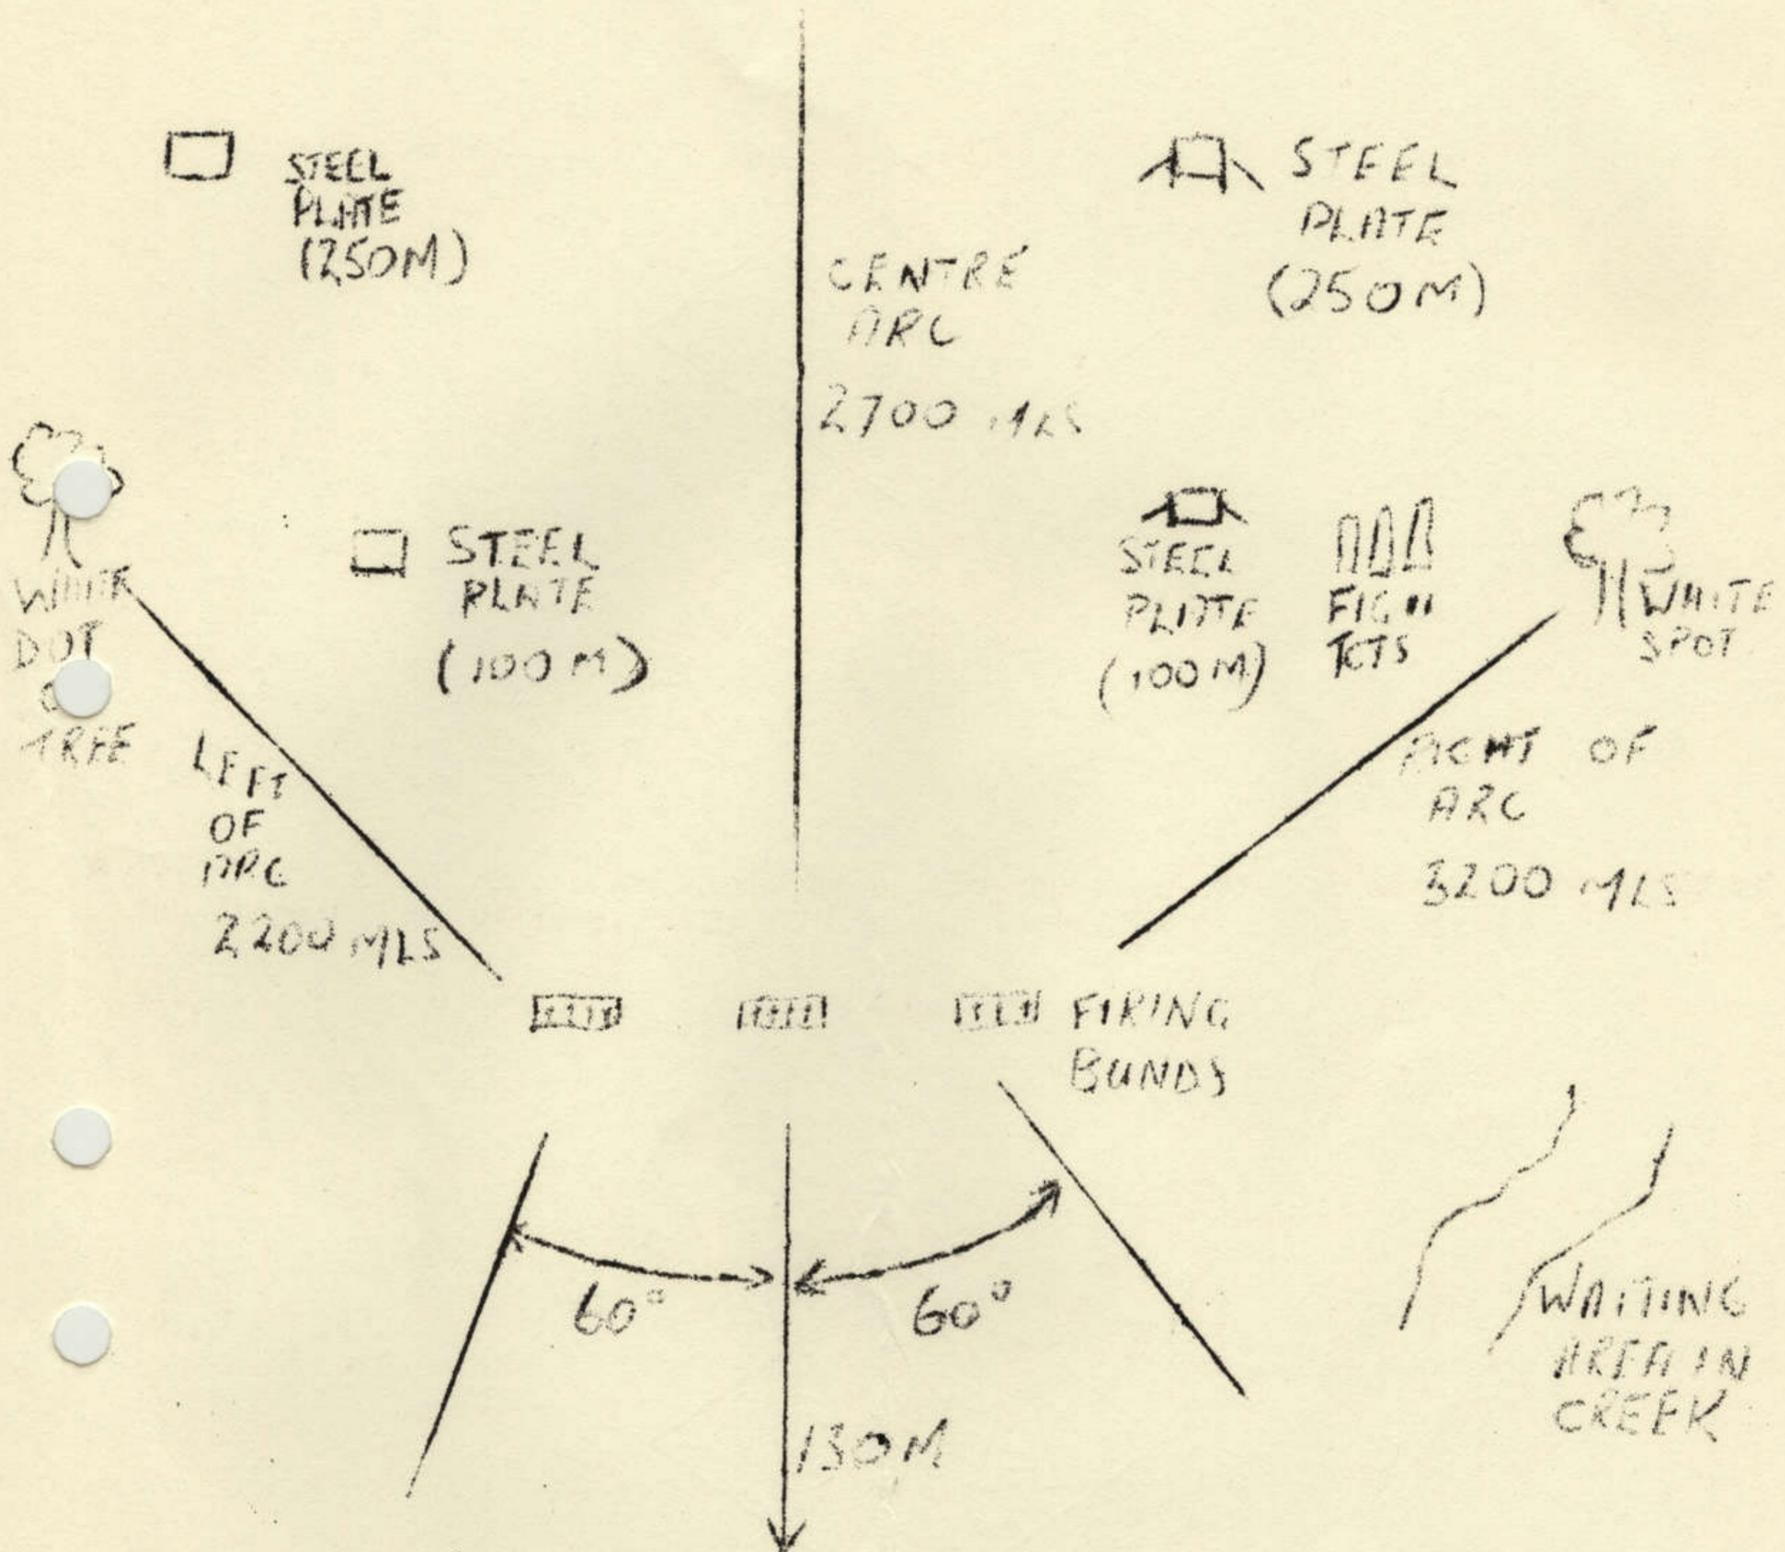 STEEL
PLATE
(250M)
STEEL
PLATE
(250M)
CENTRE
ARC
2700 MLS
WHITE
DOT
TREE
STEEL
PLATE
(100M)
STEEL
PLATE
(100M)
FIG 11
TGTS
WHITE
SPOT
LEFT
OF
ARC
2200 MLS
RIGHT OF
ARC
3200 MLS
FIRING
BUNDS
60°
60°
130M
WAITING
AREA IN
CREEK